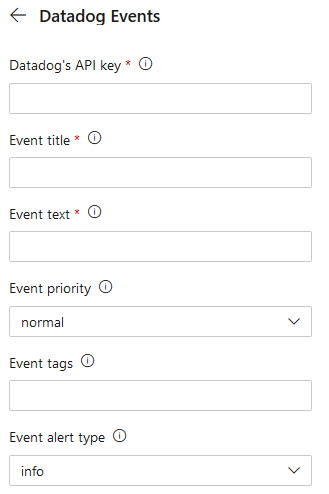 Datadog Events
Datadog's API key *
Event title *
Event text *
Event priority
normal
Event tags
Event alert type
info